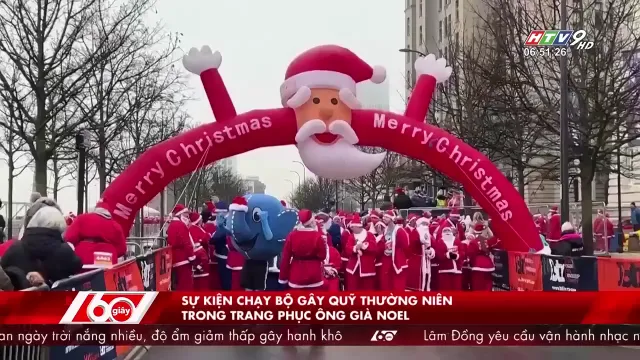 HTV9 HD
06:51:26
Merry Christmas Merry Christmas
60 giây
SỰ KIỆN CHẠY BỘ GÂY QUỸ THƯỜNG NIÊN
TRONG TRANG PHỤC ÔNG GIÀ NOEL
an ngày trời nắng nhiều, độ ẩm giảm thấp gây hanh khô 60 Lâm Đồng yêu cầu vận hành nhạc